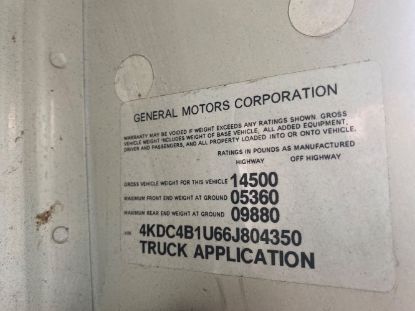 GENERAL MOTORS CORPORATION
WARRANTY MAY BE VOIDED IF WEIGHT EXCEEDS ANY RATINGS SHOWN. GROSS
VEHICLE WEIGHT INCLUDES WEIGHT OF BASE VEHICLE, ALL ADDED EQUIPMENT,
DRIVER AND PASSENGERS, AND ALL PROPERTY LOADED INTO OR ONTO VEHICLE.
RATINGS IN POUNDS AS MANUFACTURED
HIGHWAY OFF HIGHWAY
GROSS VEHICLE WEIGHT FOR THIS VEHICLE 14500
MAXIMUM FRONT END WEIGHT AT GROUND 05360
MAXIMUM REAR END WEIGHT AT GROUND 09880
4KDC4B1U66J804350
TRUCK APPLICATION